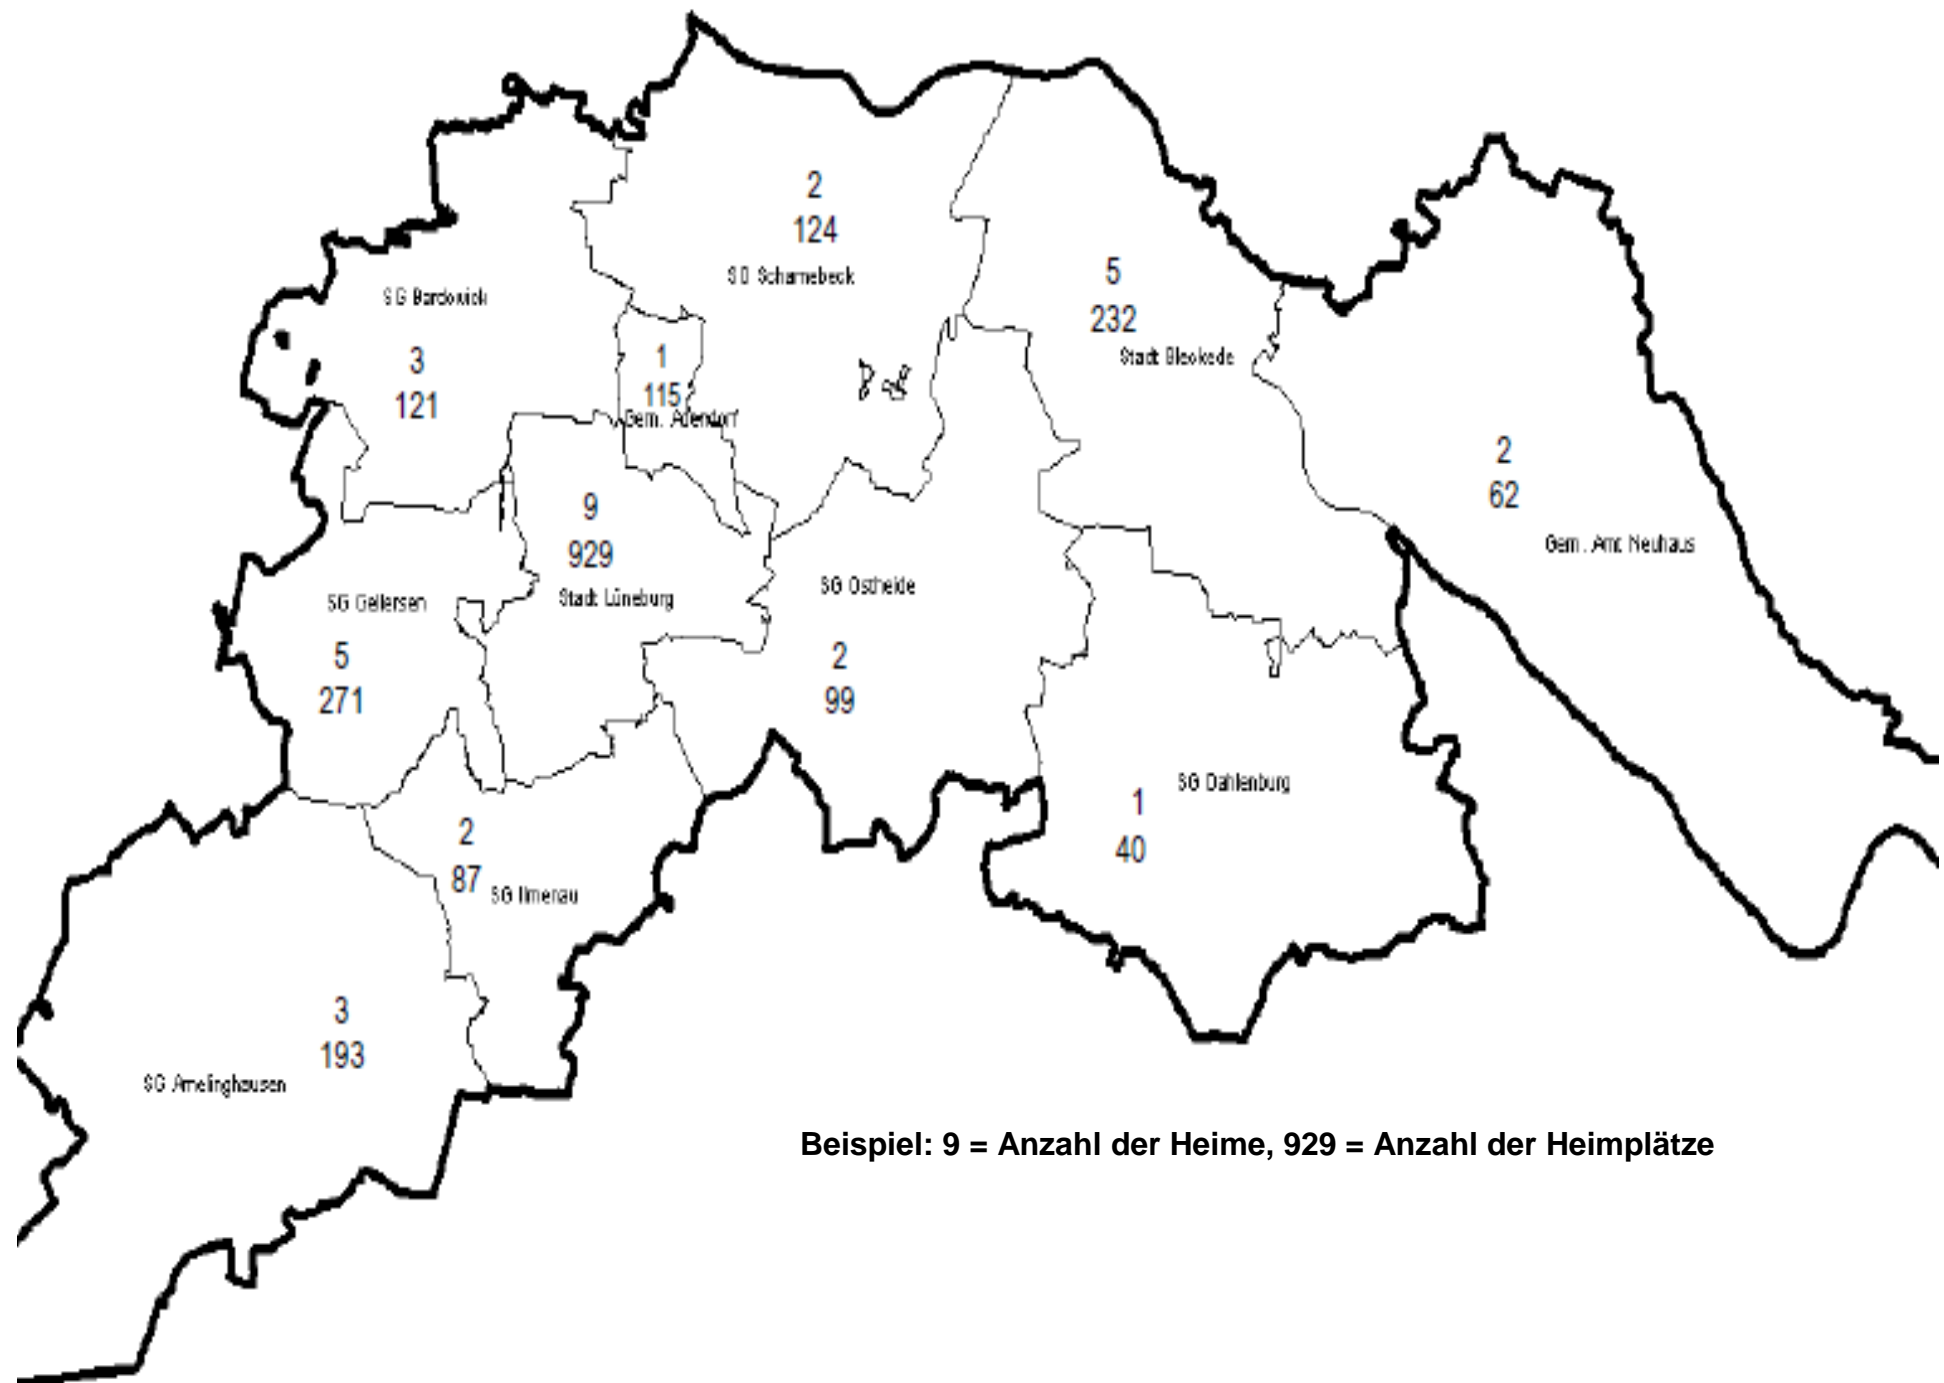 2
124
SG Scharnebeck
5
232
Stadt Bleckede
SG Bardowick
3
121
1
115
Gem. Adendorf
2
62
Gem. Amt Neuhaus
9
929
Stadt Lüneburg
SG Ostheide
2
99
SG Gellersen
5
271
SG Dahlenburg
1
40
2
87
SG Ilmenau
3
193
SG Amelinghausen
Beispiel: 9 = Anzahl der Heime, 929 = Anzahl der Heimplätze